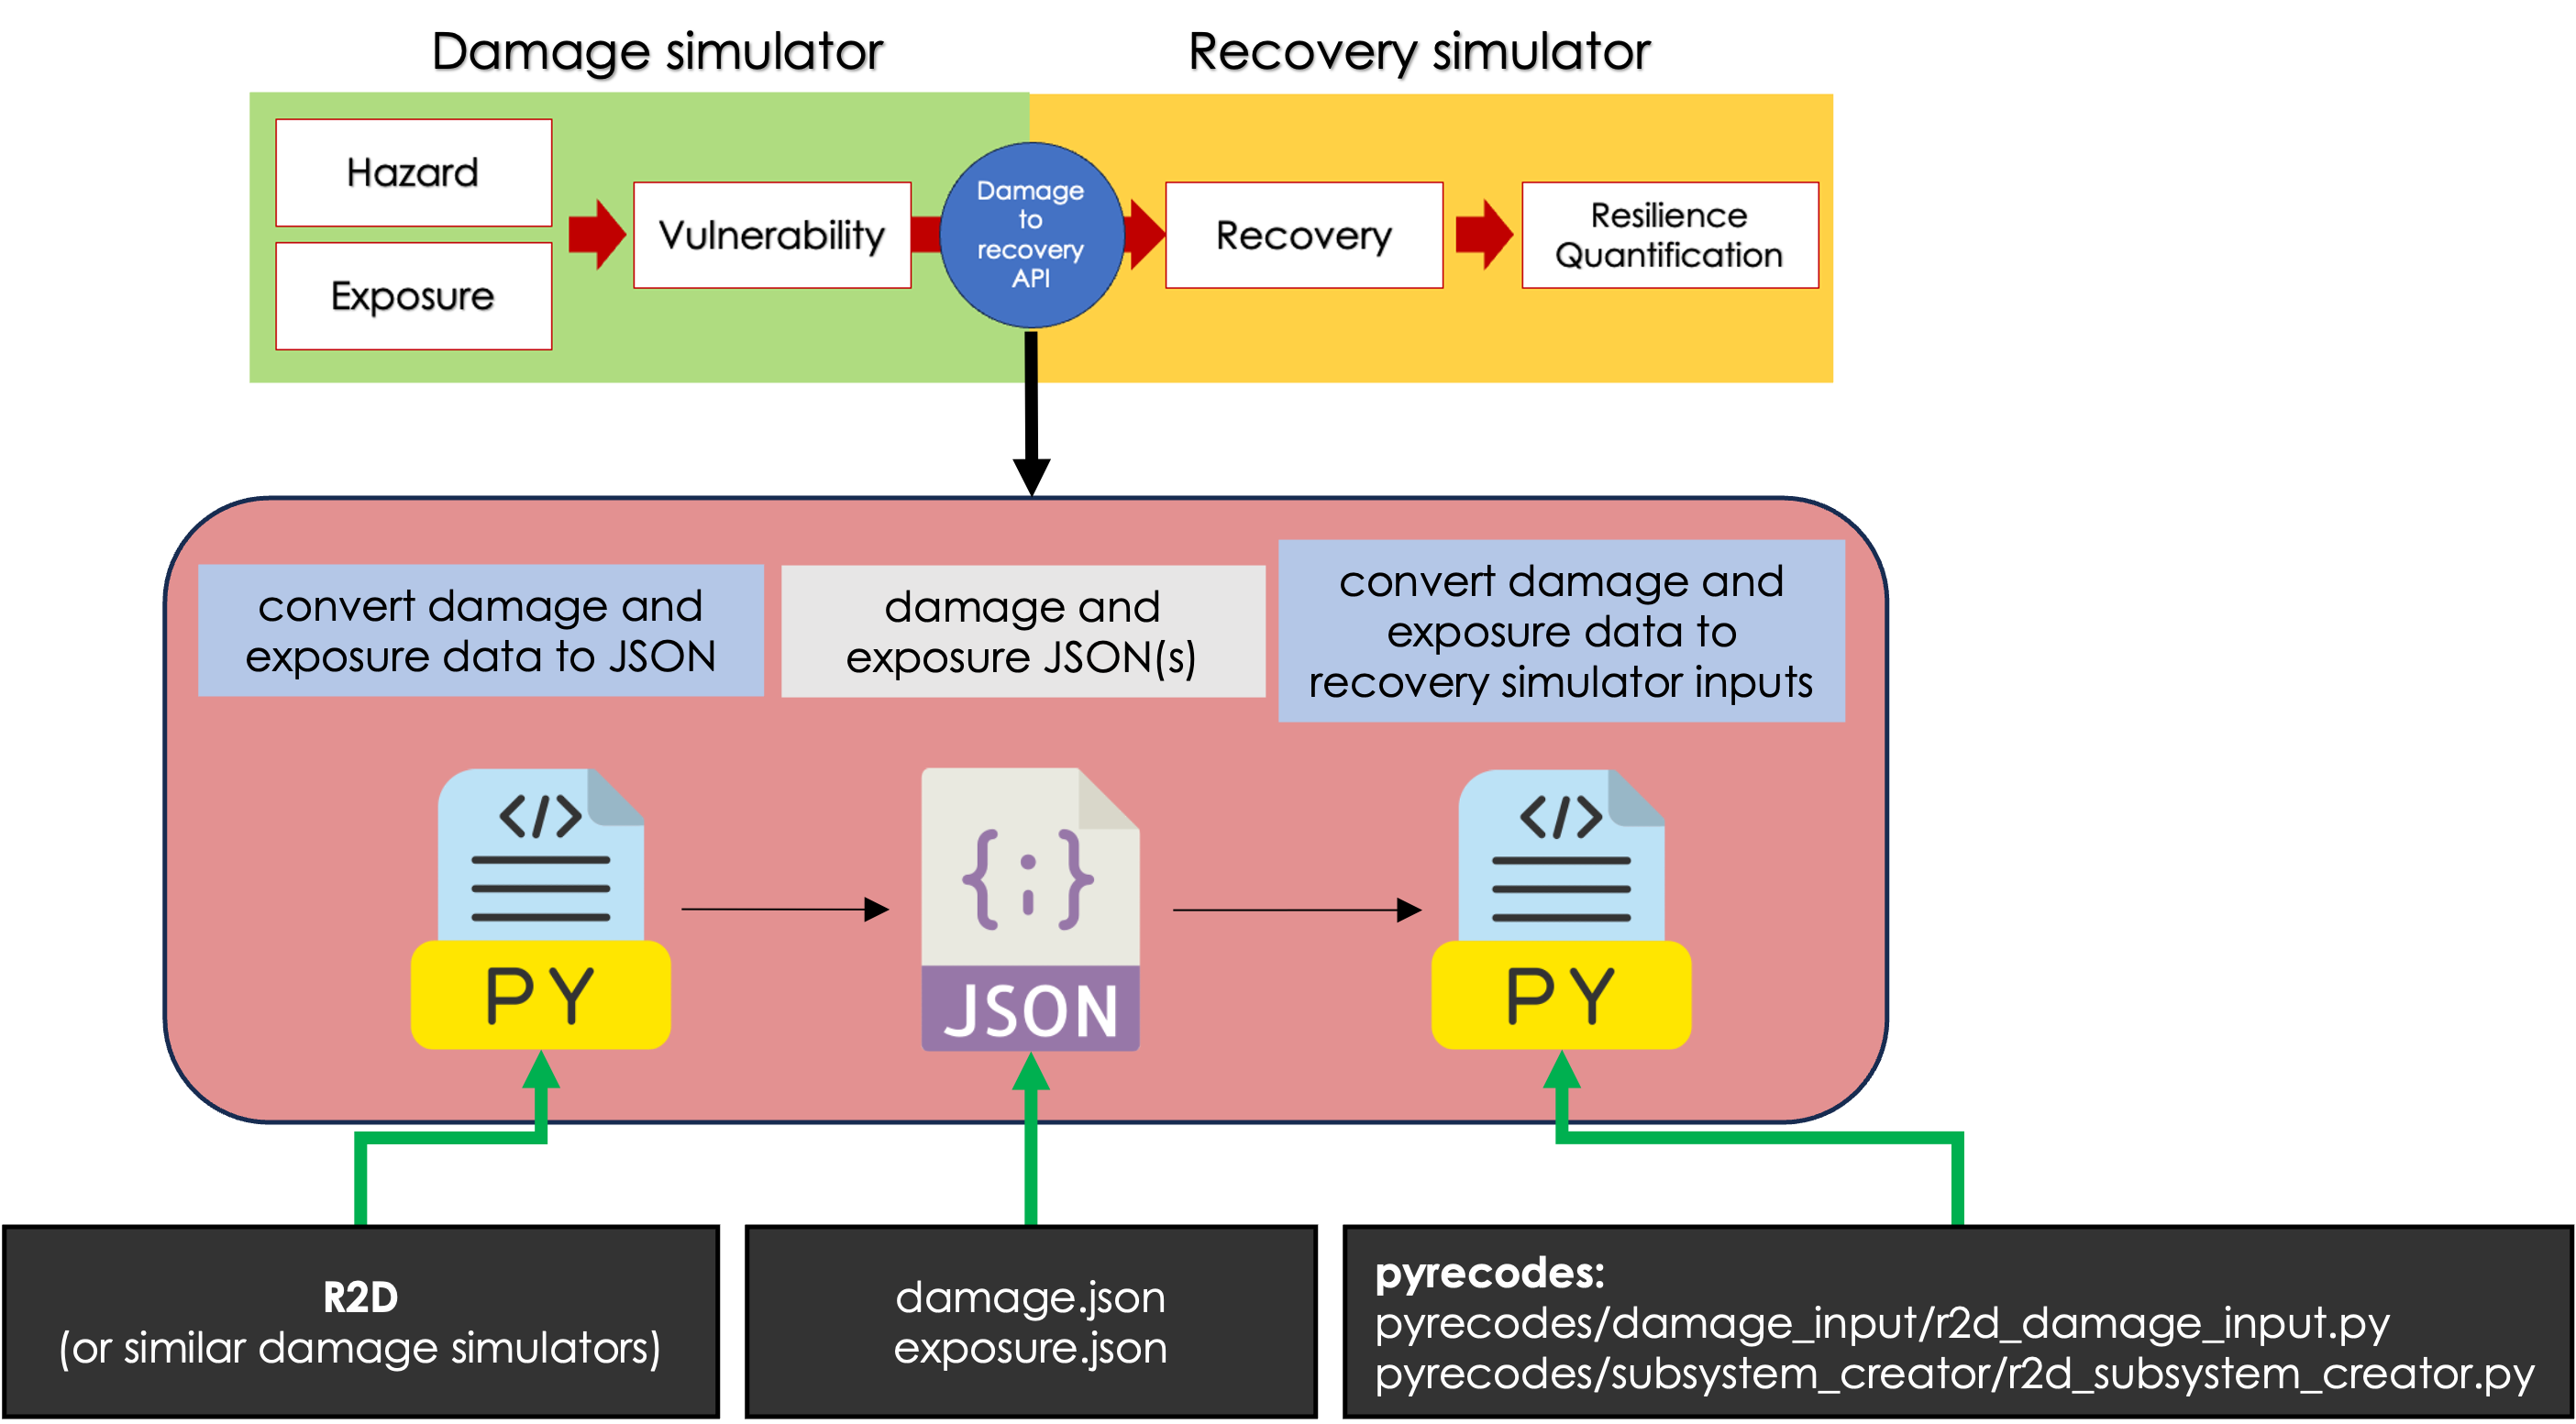 Damage simulator
Recovery simulator
Hazard
Exposure
Vulnerability
Damage
to
recovery
API
Recovery
Resilience
Quantification
convert damage and
exposure data to JSON
damage and
exposure JSON(s)
convert damage and
exposure data to
recovery simulator inputs
</>
PY
{;}
JSON
</>
PY
R2D
(or similar damage simulators)
damage.json
exposure.json
pyrecodes:
pyrecodes/damage_input/r2d_damage_input.py
pyrecodes/subsystem_creator/r2d_subsystem_creator.py